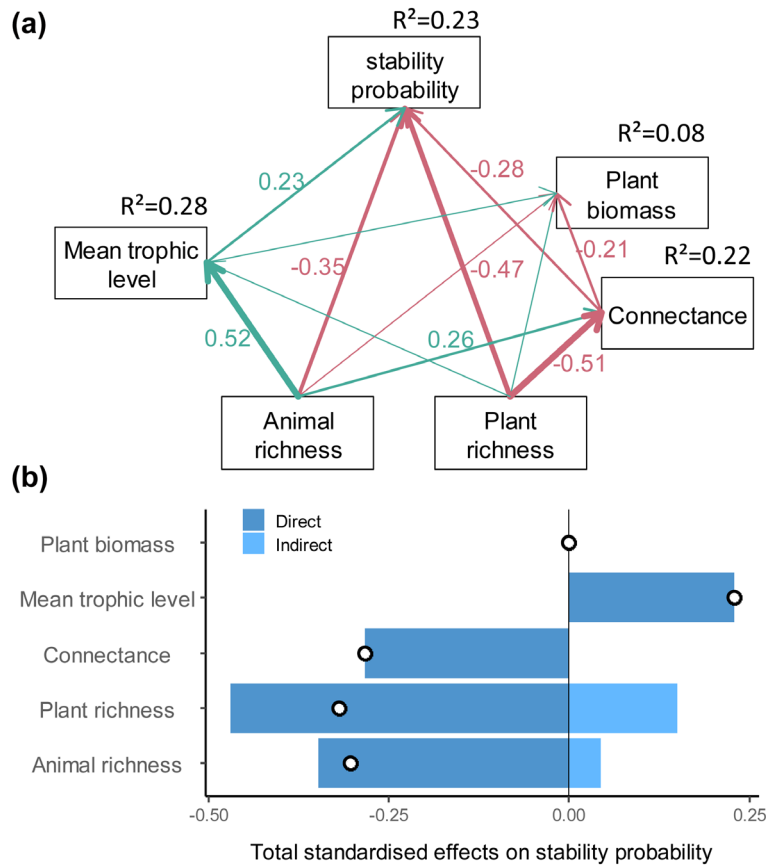 (a)
R²=0.23
stability
probability
R²=0.08
Plant
biomass
0.23
-0.28
R²=0.28
Mean trophic
level
-0.35
-0.47
-0.21
R²=0.22
Connectance
0.52
0.26
-0.51
Animal
richness
Plant
richness
(b)
Direct
Indirect
Plant biomass
Mean trophic level
Connectance
Plant richness
Animal richness
-0.50
-0.25
0.00
0.25
Total standardised effects on stability probability